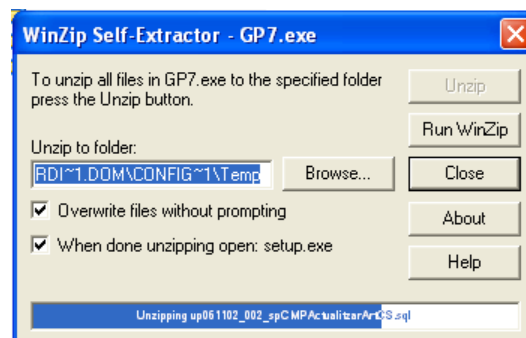 WinZip Self-Extractor - GP7.exe
To unzip all files in GP7.exe to the specified folder
press the Unzip button.
Unzip
Run WinZip
Unzip to folder:
RDI~1.DOM\CONFIG~1\Temp
Browse...
Close
Overwrite files without prompting
About
When done unzipping open: setup.exe
Help
Unzipping up061102_002_spCMPActualitzarArtCS.sql